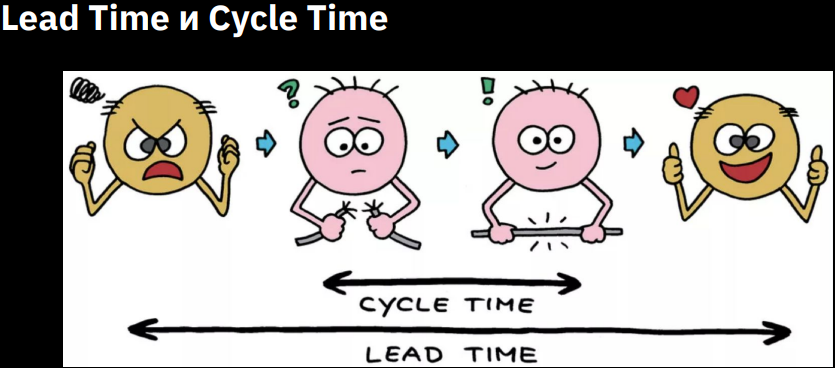 Lead Time и Cycle Time
?
!
CYCLE TIME
LEAD TIME